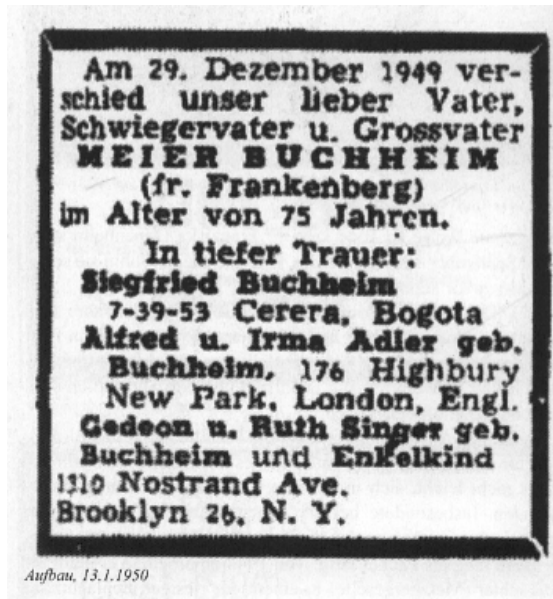 Am 29. Dezember 1949 ver-
schied unser lieber Vater,
Schwiegervater u. Grossvater
MEIER BUCHHEIM
(fr. Frankenberg)
im Alter von 75 Jahren.
In tiefer Trauer:
Siegfried Buchheim
7-39-53 Cerera, Bogota
Alfred u. Irma Adler geb.
Buchheim, 176 Highbury
New Park, London, Engl.
Gedeon u. Ruth Singer geb.
Buchheim und Enkelkind
1310 Nostrand Ave.
Brooklyn 26, N. Y.
Aufbau, 13.1.1950